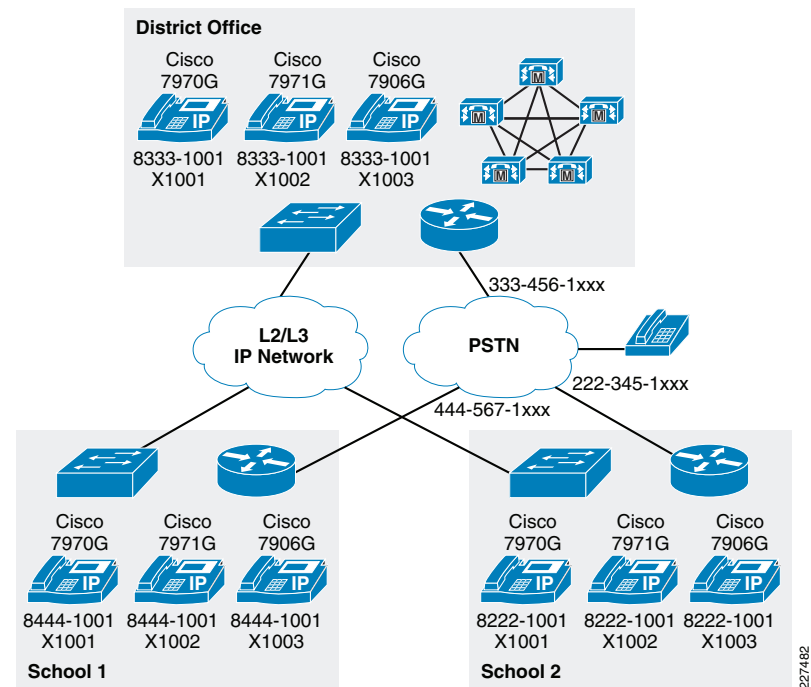 District Office
Cisco 7970G
Cisco 7971G
Cisco 7906G
M
M
M
M
M
IP
IP
IP
8333-1001 X1001
8333-1001 X1002
8333-1001 X1003
333-456-1xxx
L2/L3 IP Network
PSTN
222-345-1xxx
444-567-1xxx
Cisco 7970G
Cisco 7971G
Cisco 7906G
IP
IP
IP
8444-1001 X1001
8444-1001 X1002
8444-1001 X1003
School 1
Cisco 7970G
Cisco 7971G
Cisco 7906G
IP
IP
IP
8222-1001 X1001
8222-1001 X1002
8222-1001 X1003
School 2
227482